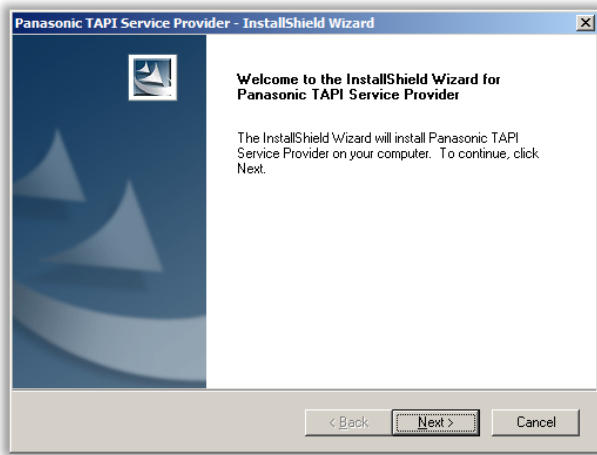 Panasonic TAPI Service Provider - InstallShield Wizard
Welcome to the InstallShield Wizard for
Panasonic TAPI Service Provider
The InstallShield Wizard will install Panasonic TAPI
Service Provider on your computer. To continue, click
Next.
< Back Next > Cancel